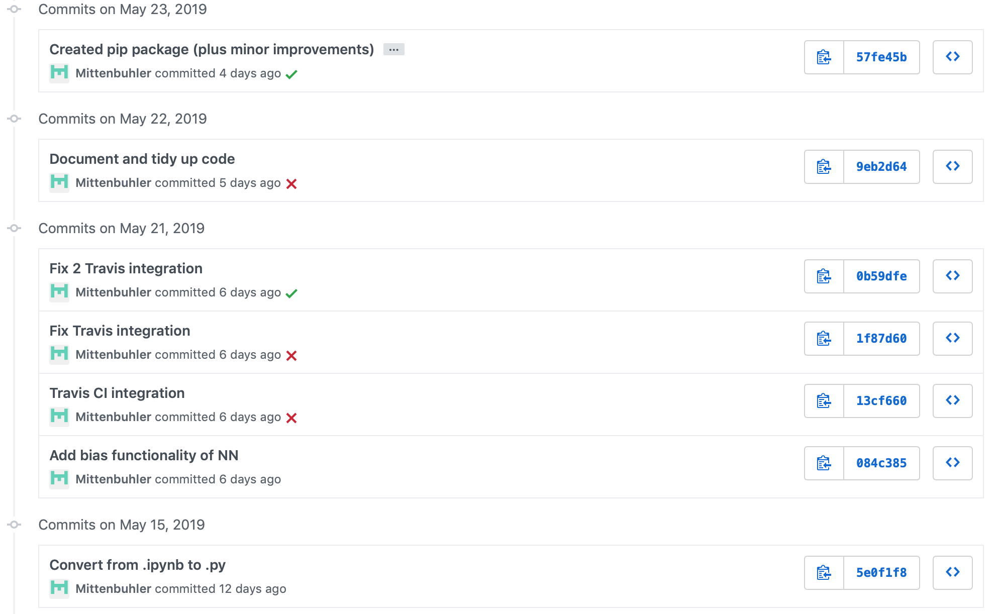 Commits on May 23, 2019
Created pip package (plus minor improvements) ...
57fe45b
Mittenbuhler committed 4 days ago
Commits on May 22, 2019
Document and tidy up code
9eb2d64
Mittenbuhler committed 5 days ago
Commits on May 21, 2019
Fix 2 Travis integration
0b59dfe
Mittenbuhler committed 6 days ago
Fix Travis integration
1f87d60
Mittenbuhler committed 6 days ago
Travis CI integration
13cf660
Mittenbuhler committed 6 days ago
Add bias functionality of NN
084c385
Mittenbuhler committed 6 days ago
Commits on May 15, 2019
Convert from .ipynb to .py
5e0f1f8
Mittenbuhler committed 12 days ago